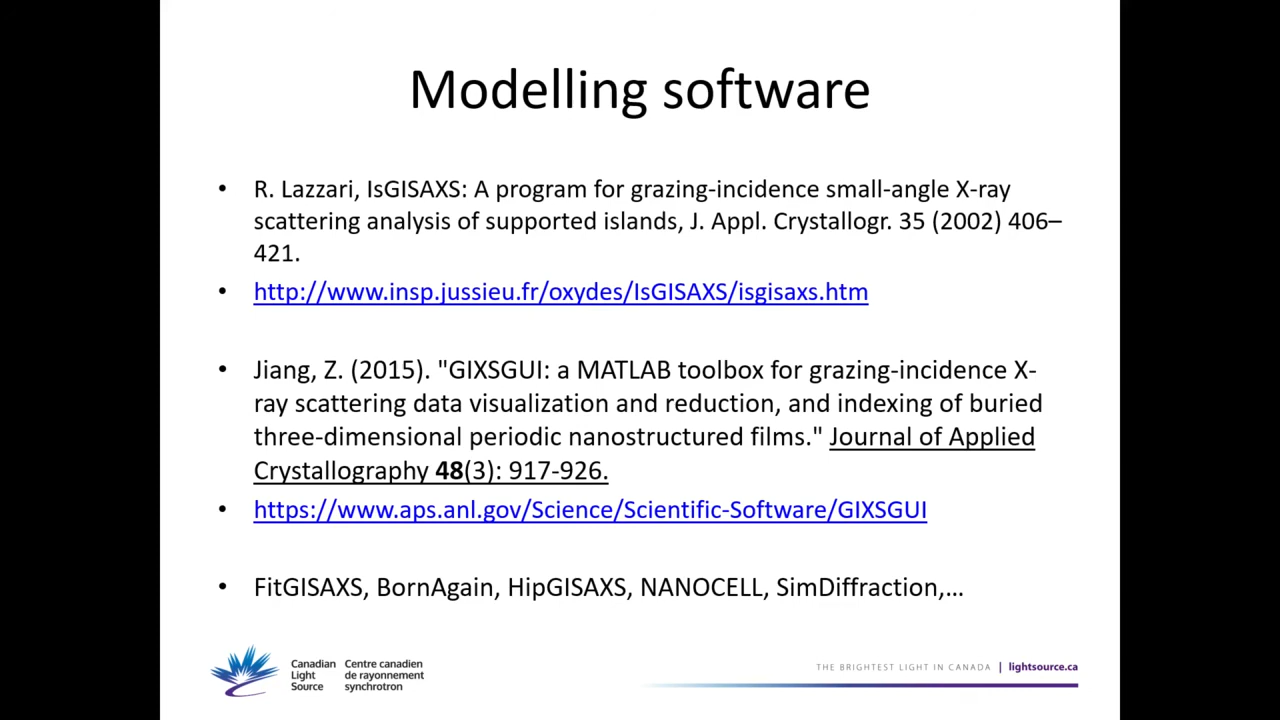 Modelling software
• R. Lazzari, IsGISAXS: A program for grazing-incidence small-angle X-ray
scattering analysis of supported islands, J. Appl. Crystallogr. 35 (2002) 406–
421.
• http://www.insp.jussieu.fr/oxydes/IsGISAXS/isgisaxs.htm
• Jiang, Z. (2015). "GIXSGUI: a MATLAB toolbox for grazing-incidence X-
ray scattering data visualization and reduction, and indexing of buried
three-dimensional periodic nanostructured films." Journal of Applied
Crystallography 48(3): 917-926.
• https://www.aps.anl.gov/Science/Scientific-Software/GIXSGUI
• FitGISAXS, BornAgain, HipGISAXS, NANOCELL, SimDiffraction,…
Canadian
Light
Source
Centre canadien
de rayonnement
synchrotron
THE BRIGHTEST LIGHT IN CANADA | lightsource.ca